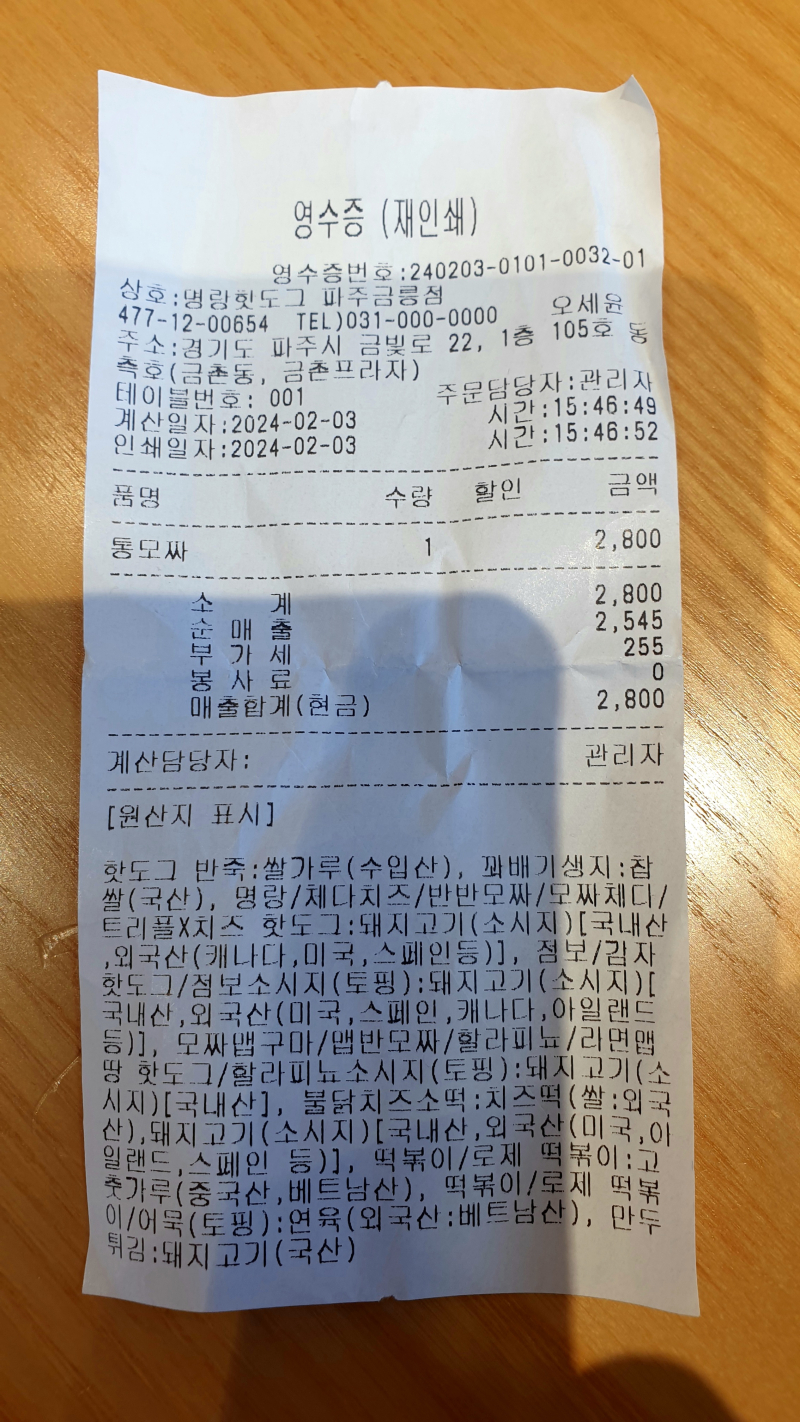 영수증 (재인쇄)
영수증번호:240203-0101-0032-01
상호:명랑핫도그 파주금릉점
477-12-00654 TEL)031-000-0000 오세윤
주소:경기도 파주시 금빛로 22, 1층 105호 동
측호(금촌동, 금촌프라자)
테이블번호: 001 주문담당자:관리자
계산일자:2024-02-03 시간:15:46:49
인쇄일자:2024-02-03 시간:15:46:52
품명 수량 할인 금액
통모짜 1 2,800
소 계 2,800
순 매 출 2,545
부 가 세 255
봉 사 료 0
매출합계(현금) 2,800
계산담당자: 관리자
[원산지 표시]
핫도그 반죽:쌀가루(수입산), 꽈배기생지:찹
쌀(국산), 명랑/체다치즈/반반모짜/모짜체다/
트리플X치즈 핫도그:돼지고기(소시지)[국내산
,외국산(캐나다,미국,스페인등)], 점보/감자
핫도그/점보소시지(토핑):돼지고기(소시지)[
국내산,외국산(미국,스페인,캐나다,아일랜드
등)], 모짜맵구마/맵반모짜/할라피뇨/라면맵
땅 핫도그/할라피뇨소시지(토핑):돼지고기(소
시지)[국내산], 불닭치즈소떡:치즈떡(쌀:외국
산),돼지고기(소시지)[국내산,외국산(미국,아
일랜드,스페인 등)], 떡볶이/로제 떡볶이:고
춧가루(중국산,베트남산), 떡볶이/로제 떡볶
이/어묵(토핑):연육(외국산:베트남산), 만두
튀김:돼지고기(국산)